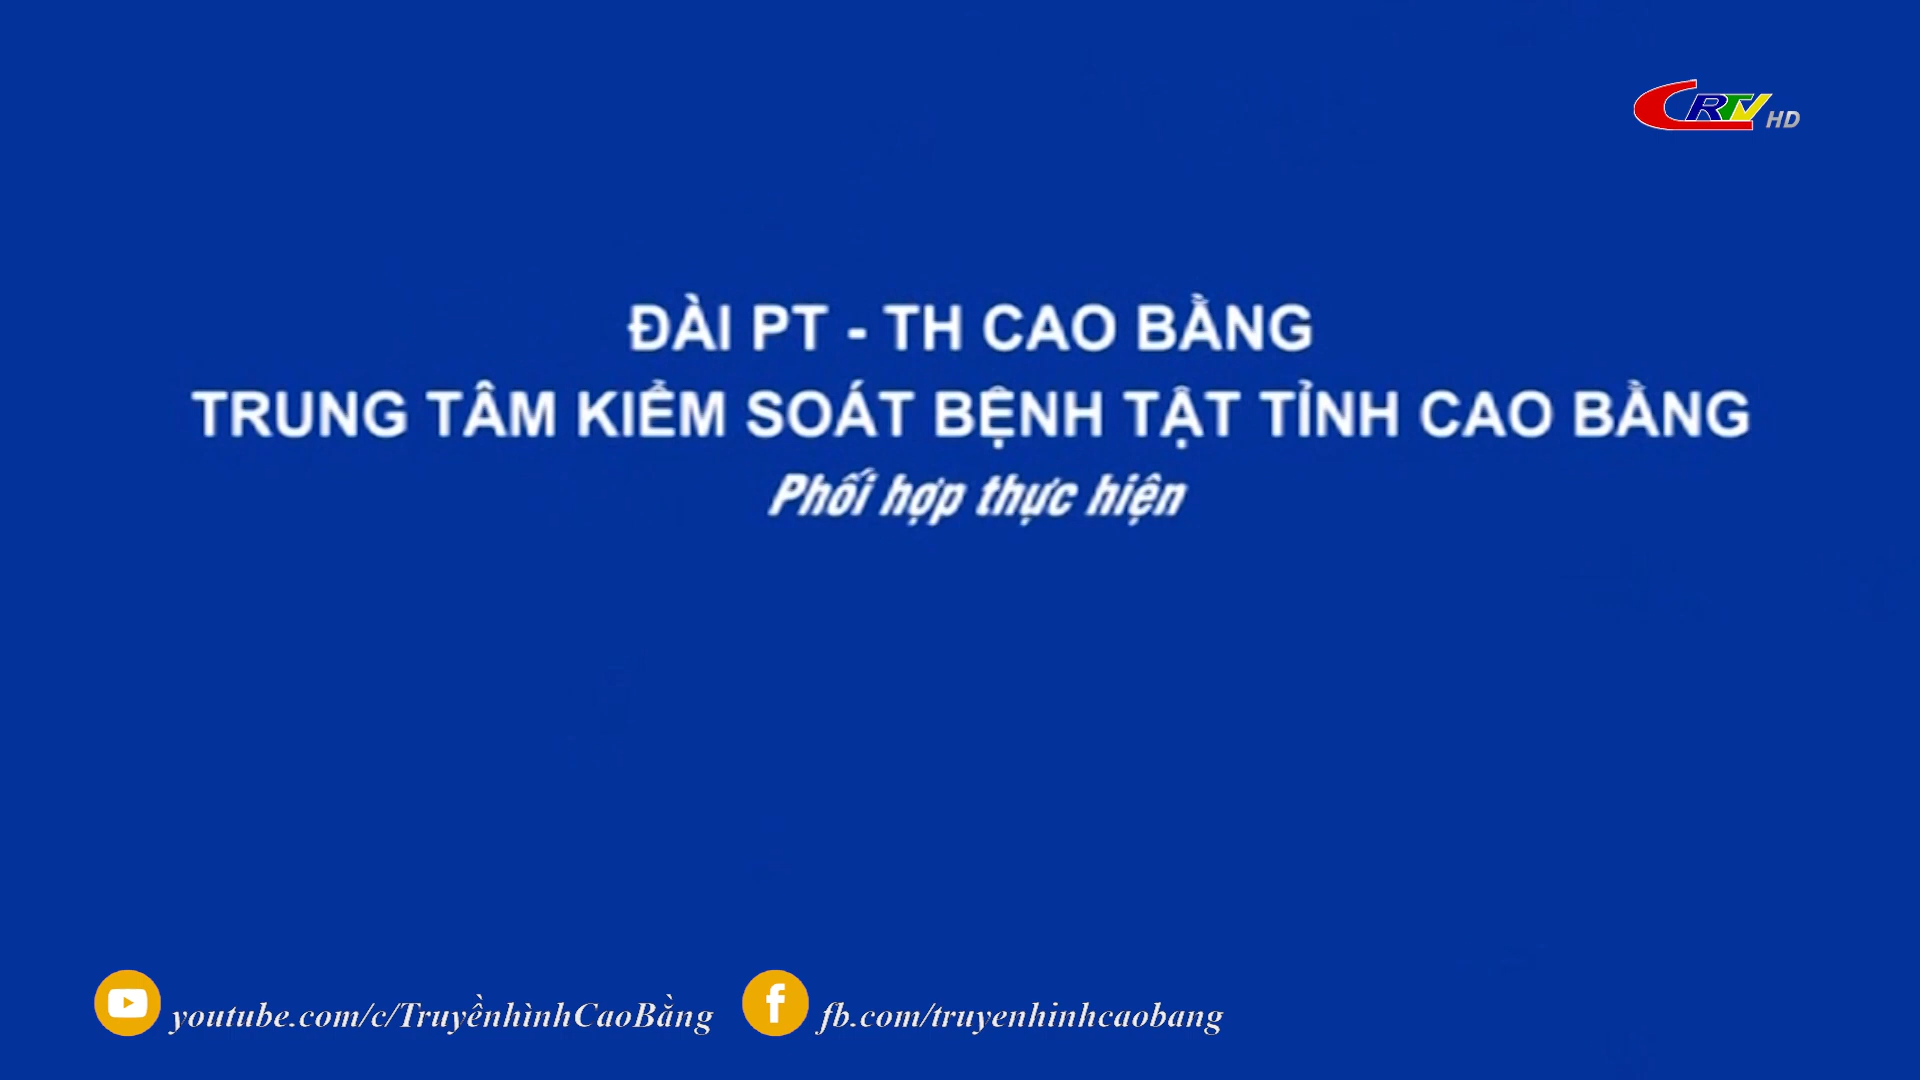 CRTV HD
ĐÀI PT - TH CAO BẰNG
TRUNG TÂM KIỂM SOÁT BỆNH TẬT TỈNH CAO BẰNG
Phối hợp thực hiện
youtube.com/c/TruyềnhìnhCaoBằng fb.com/truyenhinhcaobang